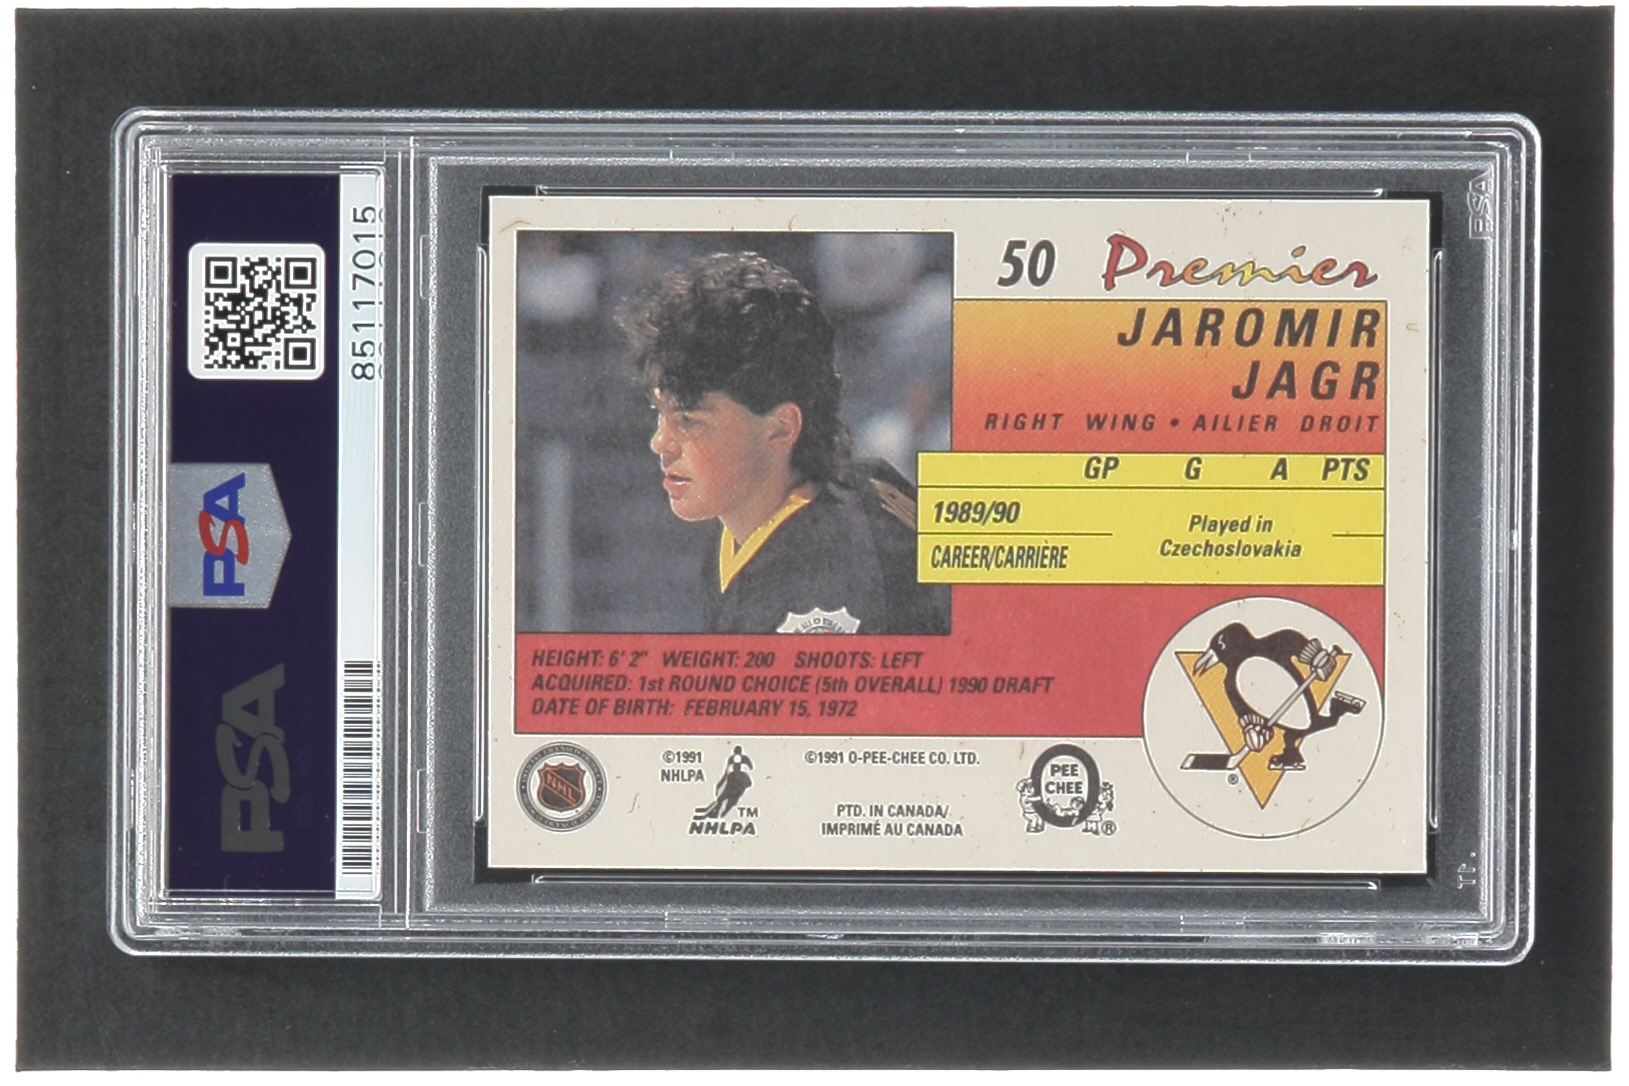 85117015
PSA
PSA
PSA
50 Premier
JAROMIR
JAGR
RIGHT WING • AILIER DROIT
GP G A PTS
1989/90
Played in
Czechoslovakia
CAREER/CARRIÈRE
HEIGHT: 6' 2" WEIGHT: 200 SHOOTS: LEFT
ACQUIRED: 1st ROUND CHOICE (5th OVERALL) 1990 DRAFT
DATE OF BIRTH: FEBRUARY 15, 1972
NHL
©1991
NHLPA
TM
NHLPA
©1991 O-PEE-CHEE CO. LTD.
PTD. IN CANADA/
IMPRIMÉ AU CANADA
O
PEE
CHEE
®
®